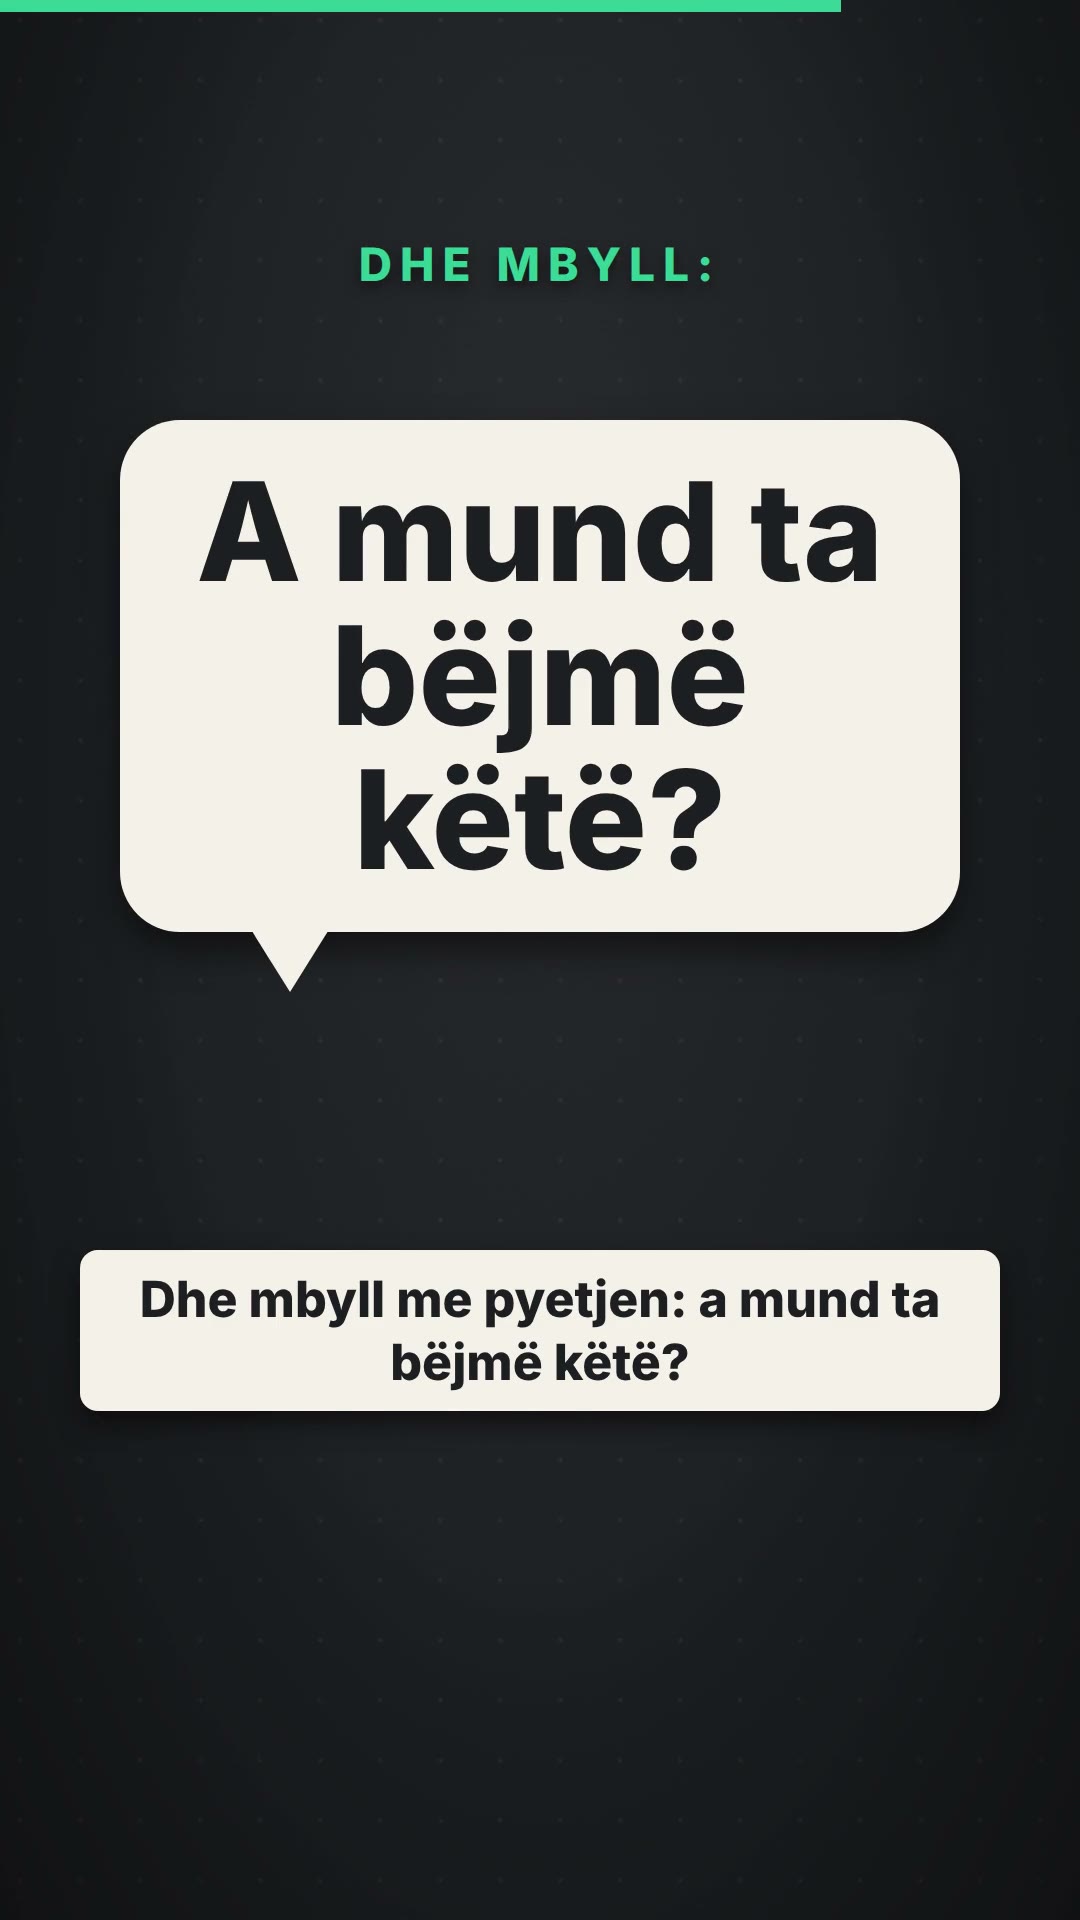 DHE MBYLL:
A mund ta
bëjmë
këtë?
Dhe mbyll me pyetjen: a mund ta
bëjmë këtë?